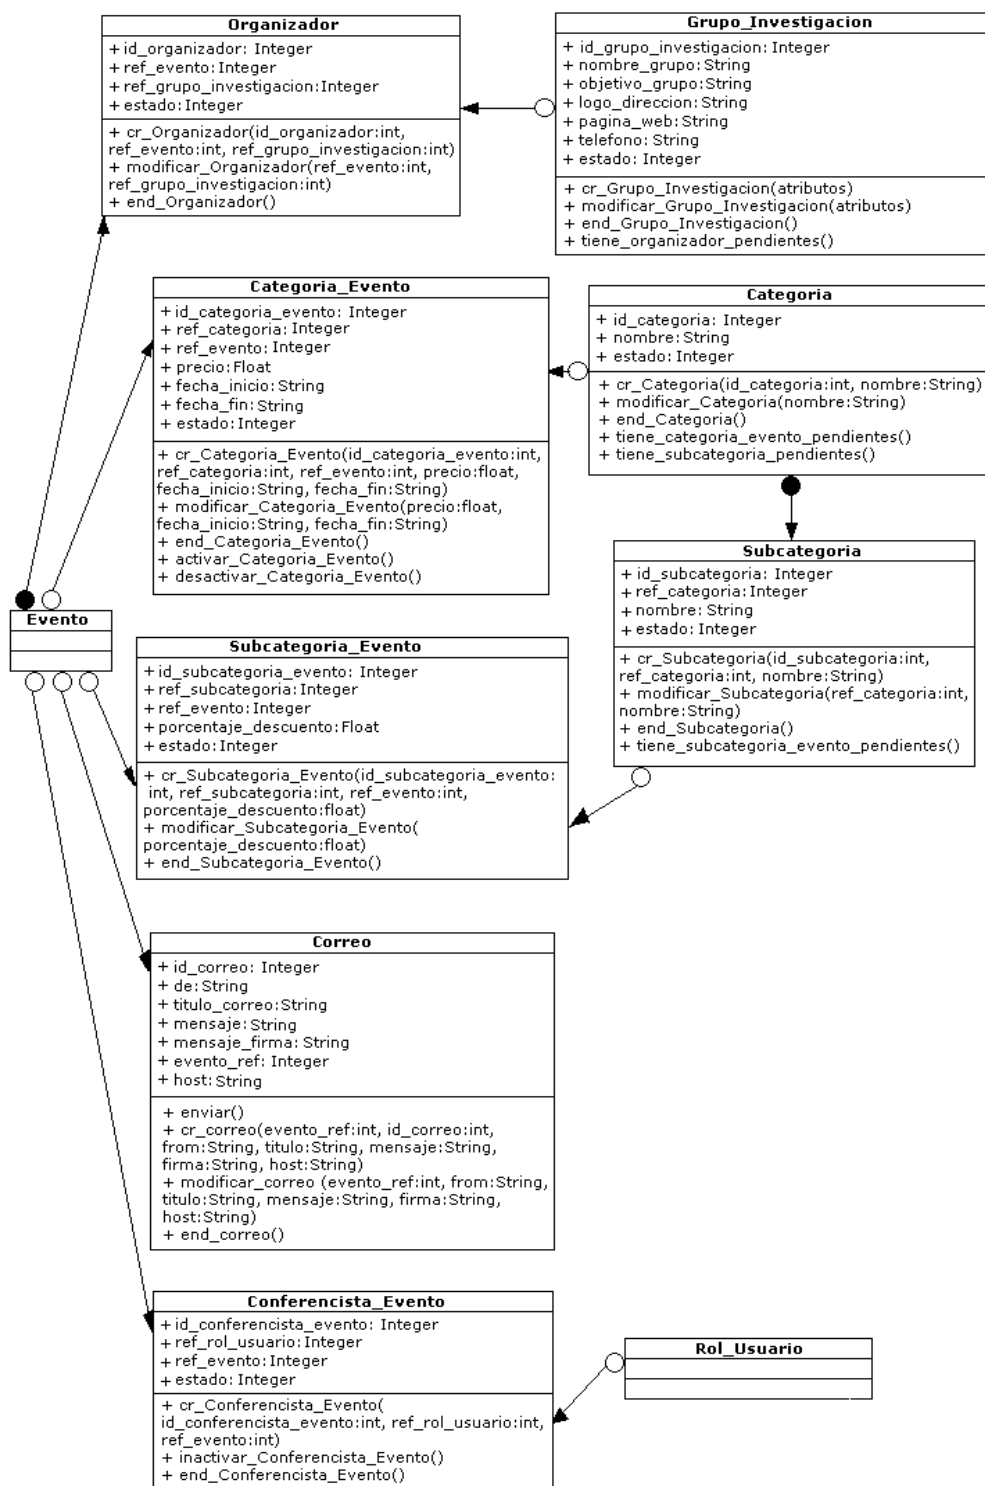 Organizador
+ id_organizador: Integer
+ ref_evento: Integer
+ ref_grupo_investigacion:Integer
+ estado:Integer
+ cr_Organizador(id_organizador:int,
ref_evento:int, ref_grupo_investigacion:int)
+ modificar_Organizador(ref_evento:int,
ref_grupo_investigacion:int)
+ end_Organizador()
Grupo_Investigacion
+ id_grupo_investigacion: Integer
+ nombre_grupo:String
+ objetivo_grupo:String
+ logo_direccion:String
+ pagina_web:String
+ telefono: String
+ estado: Integer
+ cr_Grupo_Investigacion(atributos)
+ modificar_Grupo_Investigacion(atributos)
+ end_Grupo_Investigacion()
+ tiene_organizador_pendientes()
Categoria_Evento
+ id_categoria_evento: Integer
+ ref_categoria: Integer
+ ref_evento: Integer
+ precio:Float
+ fecha_inicio:String
+ fecha_fin: String
+ estado: Integer
+ cr_Categoria_Evento(id_categoria_evento:int,
ref_categoria:int, ref_evento:int, precio:float,
fecha_inicio:String, fecha_fin:String)
+ modificar_Categoria_Evento(precio:float,
fecha_inicio:String, fecha_fin:String)
+ end_Categoria_Evento()
+ activar_Categoria_Evento()
+ desactivar_Categoria_Evento()
Categoria
+ id_categoria: Integer
+ nombre: String
+ estado: Integer
+ cr_Categoria(id_categoria:int, nombre:String)
+ modificar_Categoria(nombre:String)
+ end_Categoria()
+ tiene_categoria_evento_pendientes()
+ tiene_subcategoria_pendientes()
Subcategoria
+ id_subcategoria: Integer
+ ref_categoria:Integer
+ nombre: String
+ estado: Integer
+ cr_Subcategoria(id_subcategoria:int,
ref_categoria:int, nombre:String)
+ modificar_Subcategoria(ref_categoria:int,
nombre:String)
+ end_Subcategoria()
+ tiene_subcategoria_evento_pendientes()
Evento
Subcategoria_Evento
+ id_subcategoria_evento: Integer
+ ref_subcategoria: Integer
+ ref_evento: Integer
+ porcentaje_descuento:Float
+ estado: Integer
+ cr_Subcategoria_Evento(id_subcategoria_evento:
int, ref_subcategoria:int, ref_evento:int,
porcentaje_descuento:float)
+ modificar_Subcategoria_Evento(
porcentaje_descuento:float)
+ end_Subcategoria_Evento()
Correo
+ id_correo: Integer
+ de: String
+ titulo_correo:String
+ mensaje: String
+ mensaje_firma: String
+ evento_ref: Integer
+ host: String
+ enviar()
+ cr_correo(evento_ref:int, id_correo:int,
from:String, titulo:String, mensaje:String,
firma:String, host:String)
+ modificar_correo (evento_ref:int, from:String,
titulo:String, mensaje:String, firma:String,
host:String)
+ end_correo()
Conferencista_Evento
+ id_conferencista_evento: Integer
+ ref_rol_usuario: Integer
+ ref_evento: Integer
+ estado: Integer
+ cr_Conferencista_Evento(
id_conferencista_evento:int, ref_rol_usuario:int,
ref_evento:int)
+ inactivar_Conferencista_Evento()
+ end_Conferencista_Evento()
Rol_Usuario